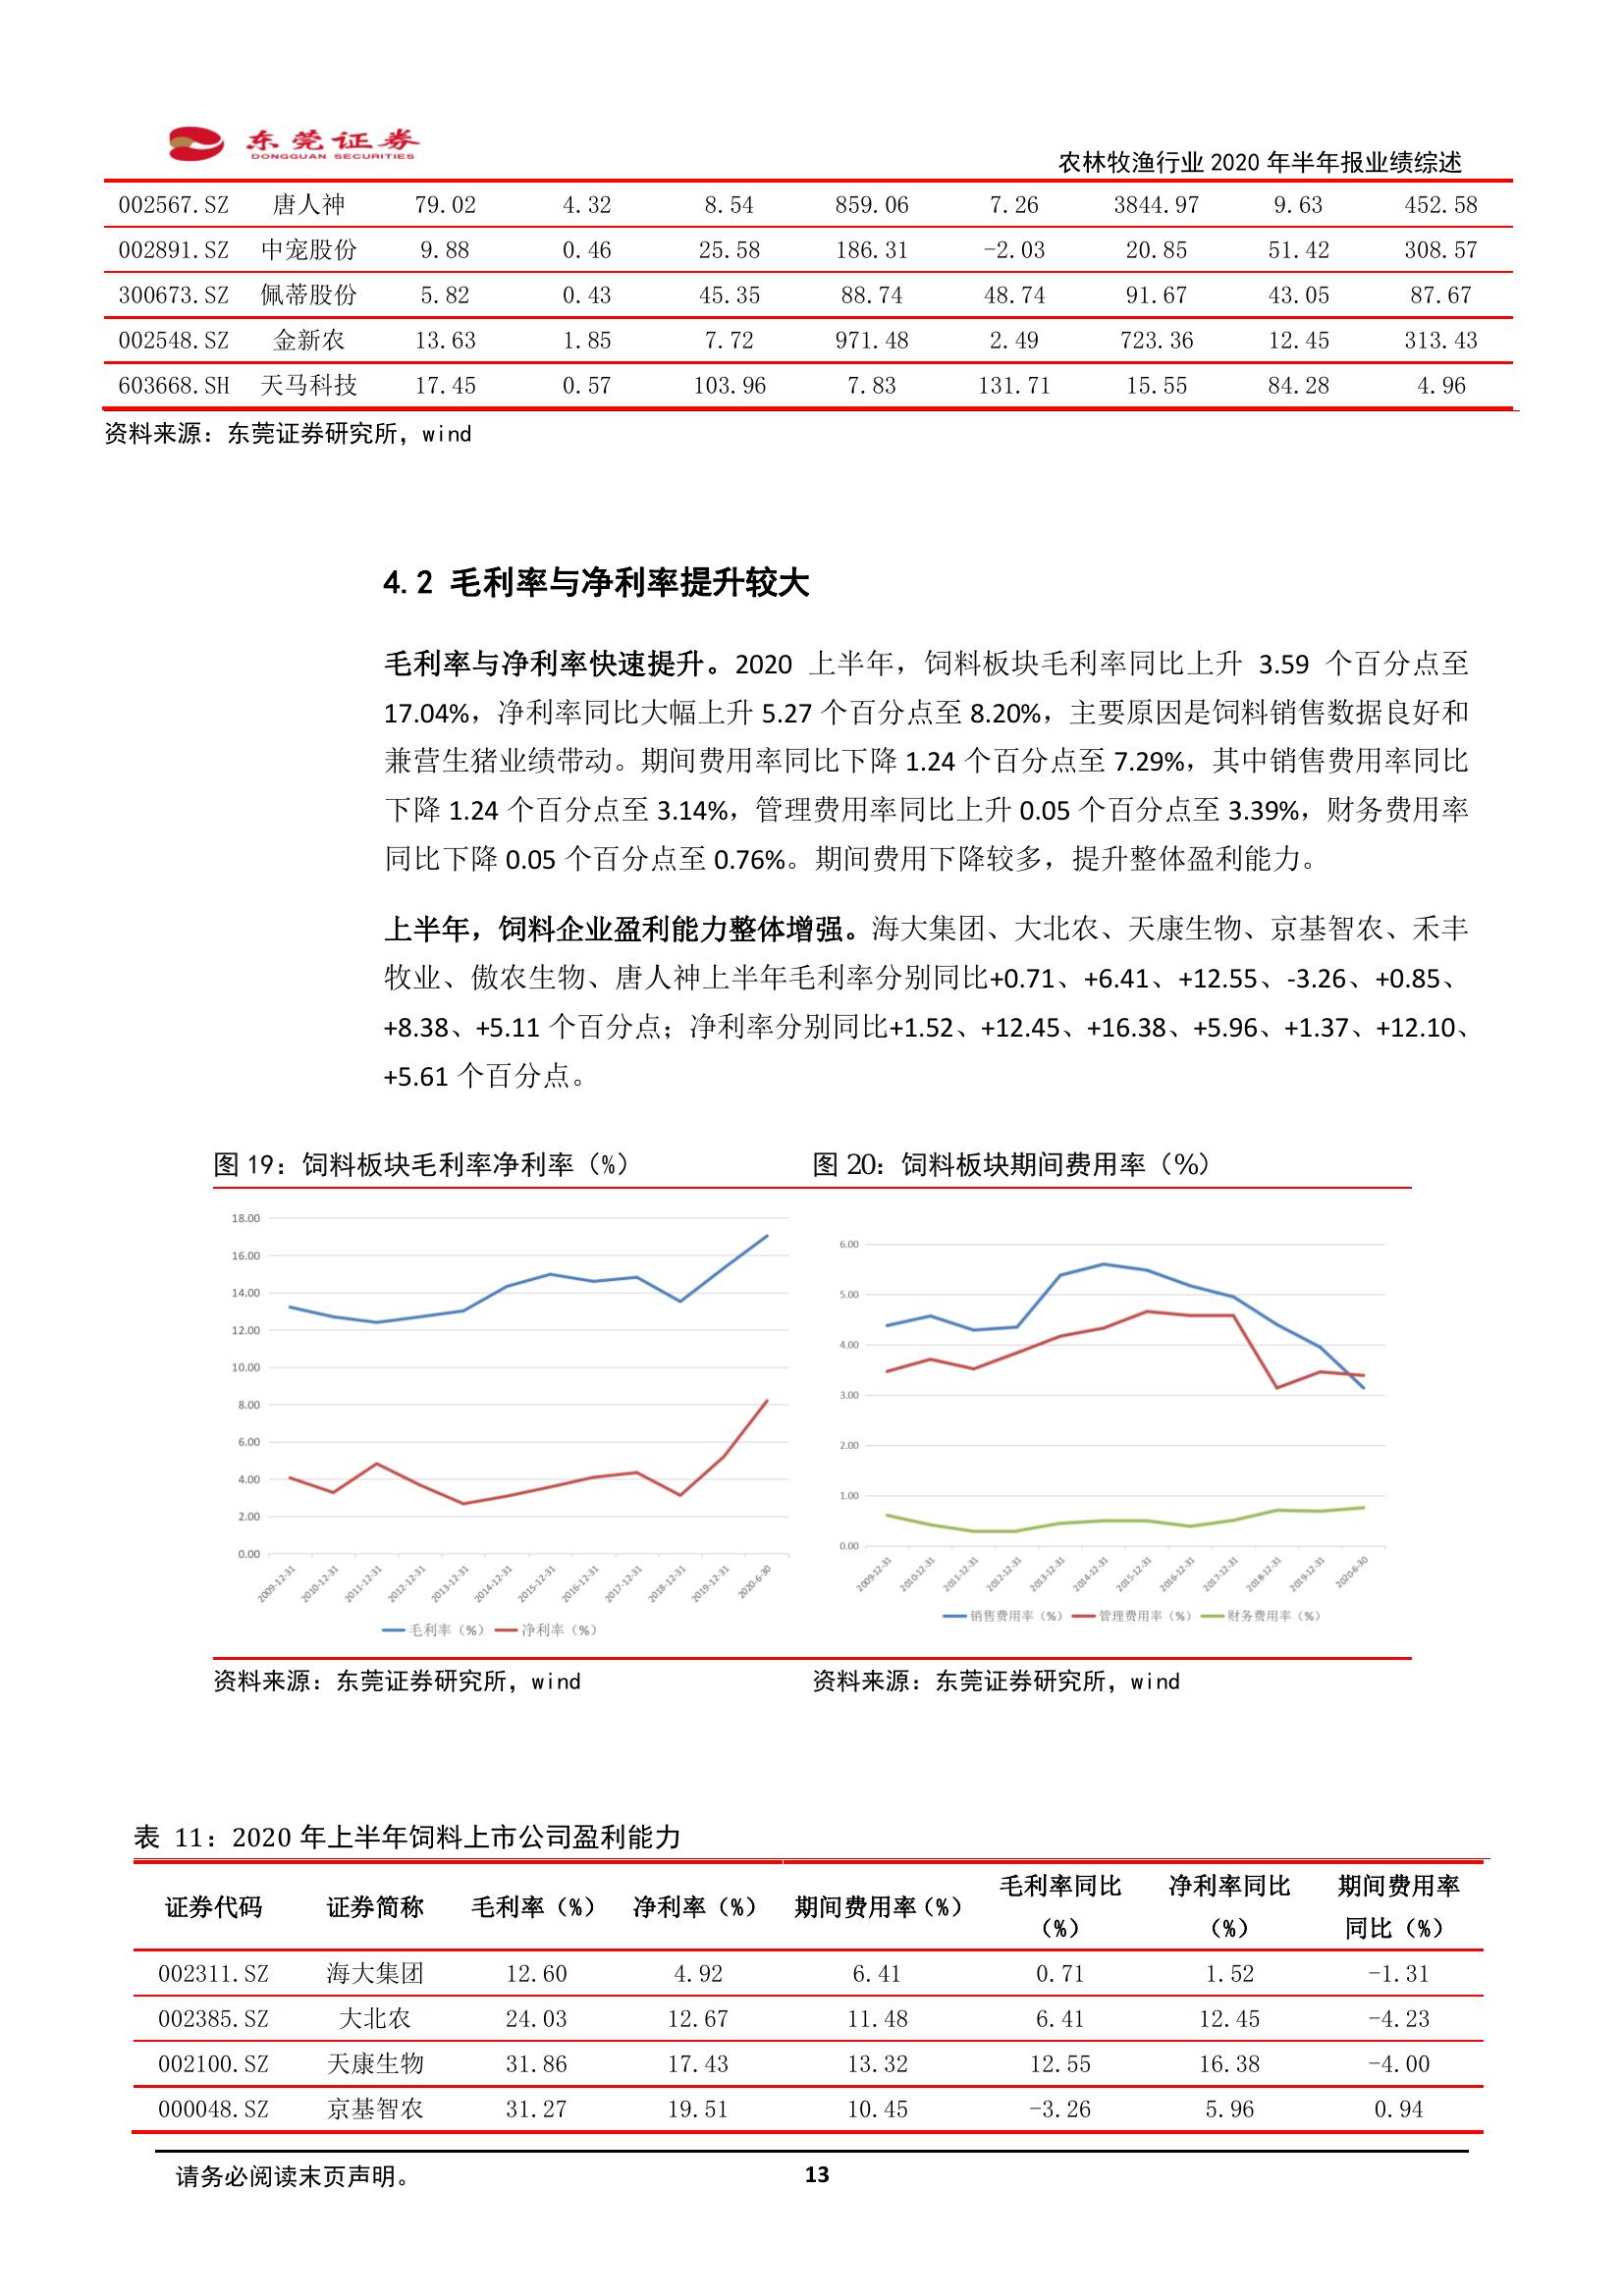 东莞证券
DONGGUAN SECURITIES
农林牧渔行业 2020 年半年报业绩综述
002567.SZ 唐人神 79.02 4.32 8.54 859.06 7.26 3844.97 9.63 452.58
002891.SZ 中宠股份 9.88 0.46 25.58 186.31 -2.03 20.85 51.42 308.57
300673.SZ 佩蒂股份 5.82 0.43 45.35 88.74 48.74 91.67 43.05 87.67
002548.SZ 金新农 13.63 1.85 7.72 971.48 2.49 723.36 12.45 313.43
603668.SH 天马科技 17.45 0.57 103.96 7.83 131.71 15.55 84.28 4.96
资料来源：东莞证券研究所，wind
4.2 毛利率与净利率提升较大
毛利率与净利率快速提升。2020 上半年，饲料板块毛利率同比上升 3.59 个百分点至
17.04%，净利率同比大幅上升 5.27 个百分点至 8.20%，主要原因是饲料销售数据良好和
兼营生猪业绩带动。期间费用率同比下降 1.24 个百分点至 7.29%，其中销售费用率同比
下降 1.24 个百分点至 3.14%，管理费用率同比上升 0.05 个百分点至 3.39%，财务费用率
同比下降 0.05 个百分点至 0.76%。期间费用下降较多，提升整体盈利能力。
上半年，饲料企业盈利能力整体增强。海大集团、大北农、天康生物、京基智农、禾丰
牧业、傲农生物、唐人神上半年毛利率分别同比+0.71、+6.41、+12.55、-3.26、+0.85、
+8.38、+5.11 个百分点；净利率分别同比+1.52、+12.45、+16.38、+5.96、+1.37、+12.10、
+5.61 个百分点。
图 19：饲料板块毛利率净利率（%）
18.00
16.00
14.00
12.00
10.00
8.00
6.00
4.00
2.00
0.00
2009-12-31 2010-12-31 2011-12-31 2012-12-31 2013-12-31 2014-12-31 2015-12-31 2016-12-31 2017-12-31 2018-12-31 2019-12-31 2020-6-30
毛利率（%） 净利率（%）
资料来源：东莞证券研究所，wind
图 20：饲料板块期间费用率（%）
6.00
5.00
4.00
3.00
2.00
1.00
0.00
2009-12-31 2010-12-31 2011-12-31 2012-12-31 2013-12-31 2014-12-31 2015-12-31 2016-12-31 2017-12-31 2018-12-31 2019-12-31 2020-6-30
销售费用率（%） 管理费用率（%） 财务费用率（%）
资料来源：东莞证券研究所，wind
表 11：2020 年上半年饲料上市公司盈利能力
证券代码 证券简称 毛利率（%） 净利率（%） 期间费用率（%） 毛利率同比（%） 净利率同比（%） 期间费用率同比（%）
002311.SZ 海大集团 12.60 4.92 6.41 0.71 1.52 -1.31
002385.SZ 大北农 24.03 12.67 11.48 6.41 12.45 -4.23
002100.SZ 天康生物 31.86 17.43 13.32 12.55 16.38 -4.00
000048.SZ 京基智农 31.27 19.51 10.45 -3.26 5.96 0.94
请务必阅读末页声明。
13